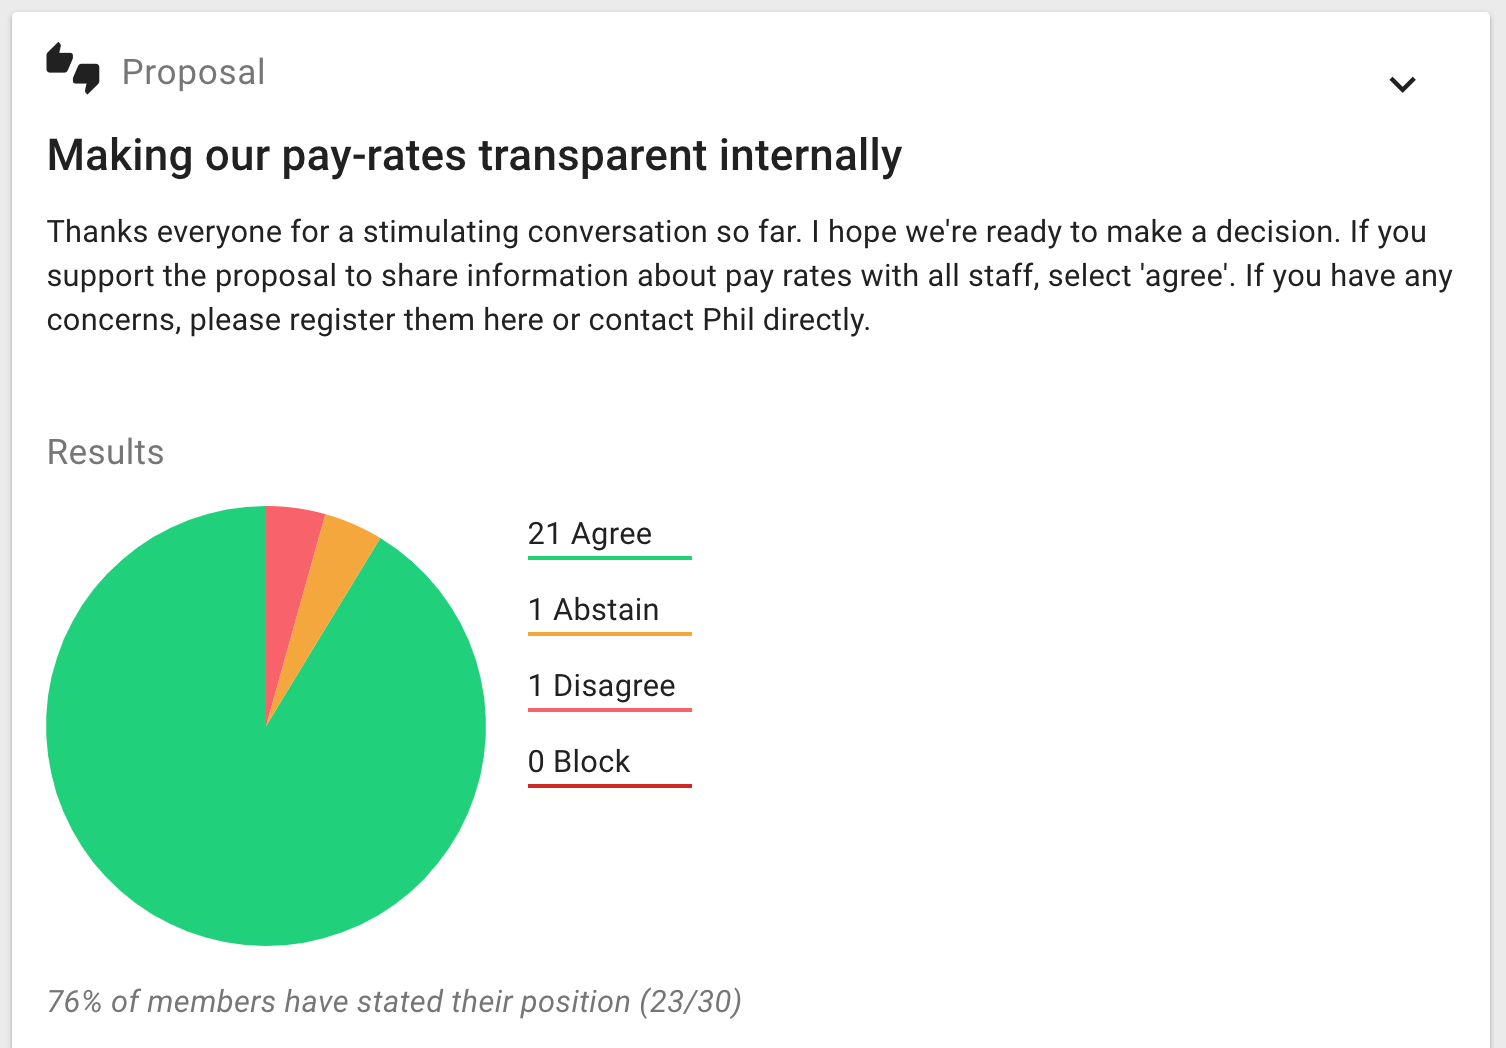 Proposal
Making our pay-rates transparent internally
Thanks everyone for a stimulating conversation so far. I hope we're ready to make a decision. If you
support the proposal to share information about pay rates with all staff, select 'agree'. If you have any
concerns, please register them here or contact Phil directly.
Results
21 Agree
1 Abstain
1 Disagree
0 Block
76% of members have stated their position (23/30)